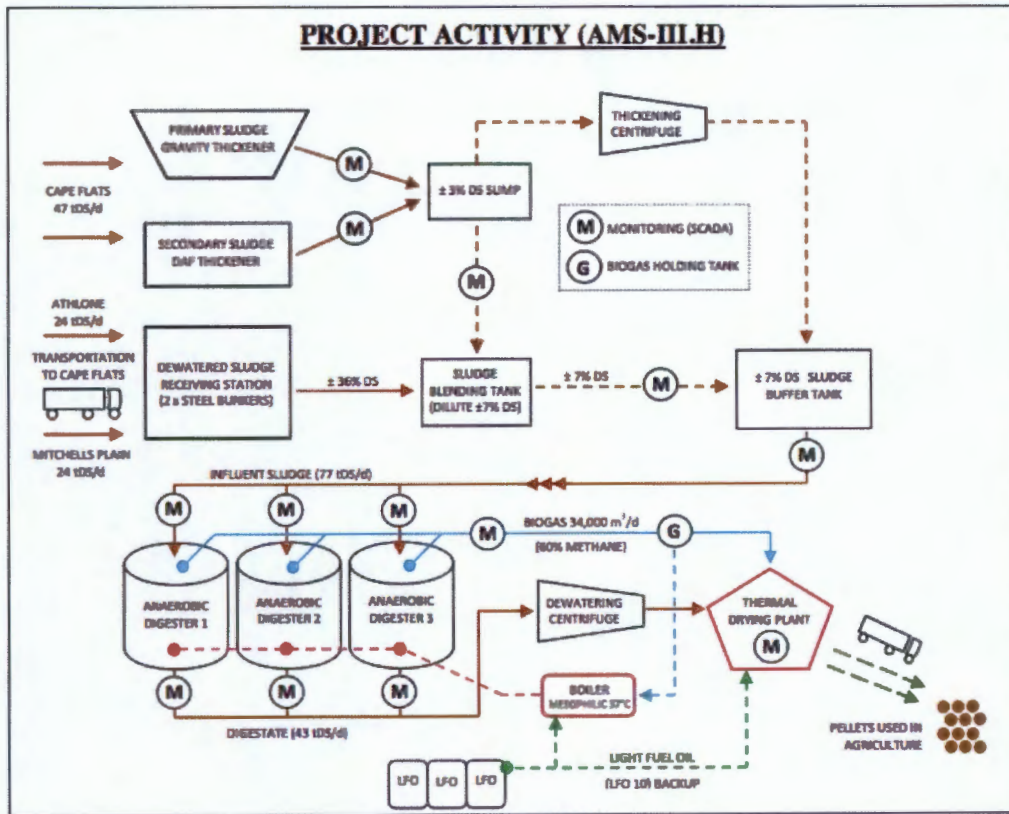 PROJECT ACTIVITY (AMS-III.H)
PRIMARY SLUDGE
GRAVITY THICKENER
THICKENING
CENTRIFUGE
M
CAPE FLATS
47 tDS/d
± 3% DS SUMP
SECONDARY SLUDGE
DAF THICKENER
M
M MONITORING (SCADA)
G BIOGAS HOLDING TANK
M
ATHLONE
24 tDS/d
TRANSPORTATION
TO CAPE FLATS
MITCHELLS PLAIN
24 tDS/d
DEWATERED SLUDGE
RECEIVING STATION
(2 x STEEL BUNKERS)
± 36% DS
SLUDGE
BLENDING TANK
(DILUTE ±7% DS)
± 7% DS
M
± 7% DS SLUDGE
BUFFER TANK
M
INFLUENT SLUDGE (77 tDS/d)
M
M
M
BIOGAS 34,000 m³/d
(60% METHANE)
M
G
ANAEROBIC
DIGESTER 1
ANAEROBIC
DIGESTER 2
ANAEROBIC
DIGESTER 3
DEWATERING
CENTRIFUGE
THERMAL
DRYING PLANT
M
M
M
M
DIGESTATE (43 tDS/d)
BOILER
MESOPHILIC 37°C
PELLETS USED IN
AGRICULTURE
LIGHT FUEL OIL
(LFO 10) BACKUP
LFO LFO LFO